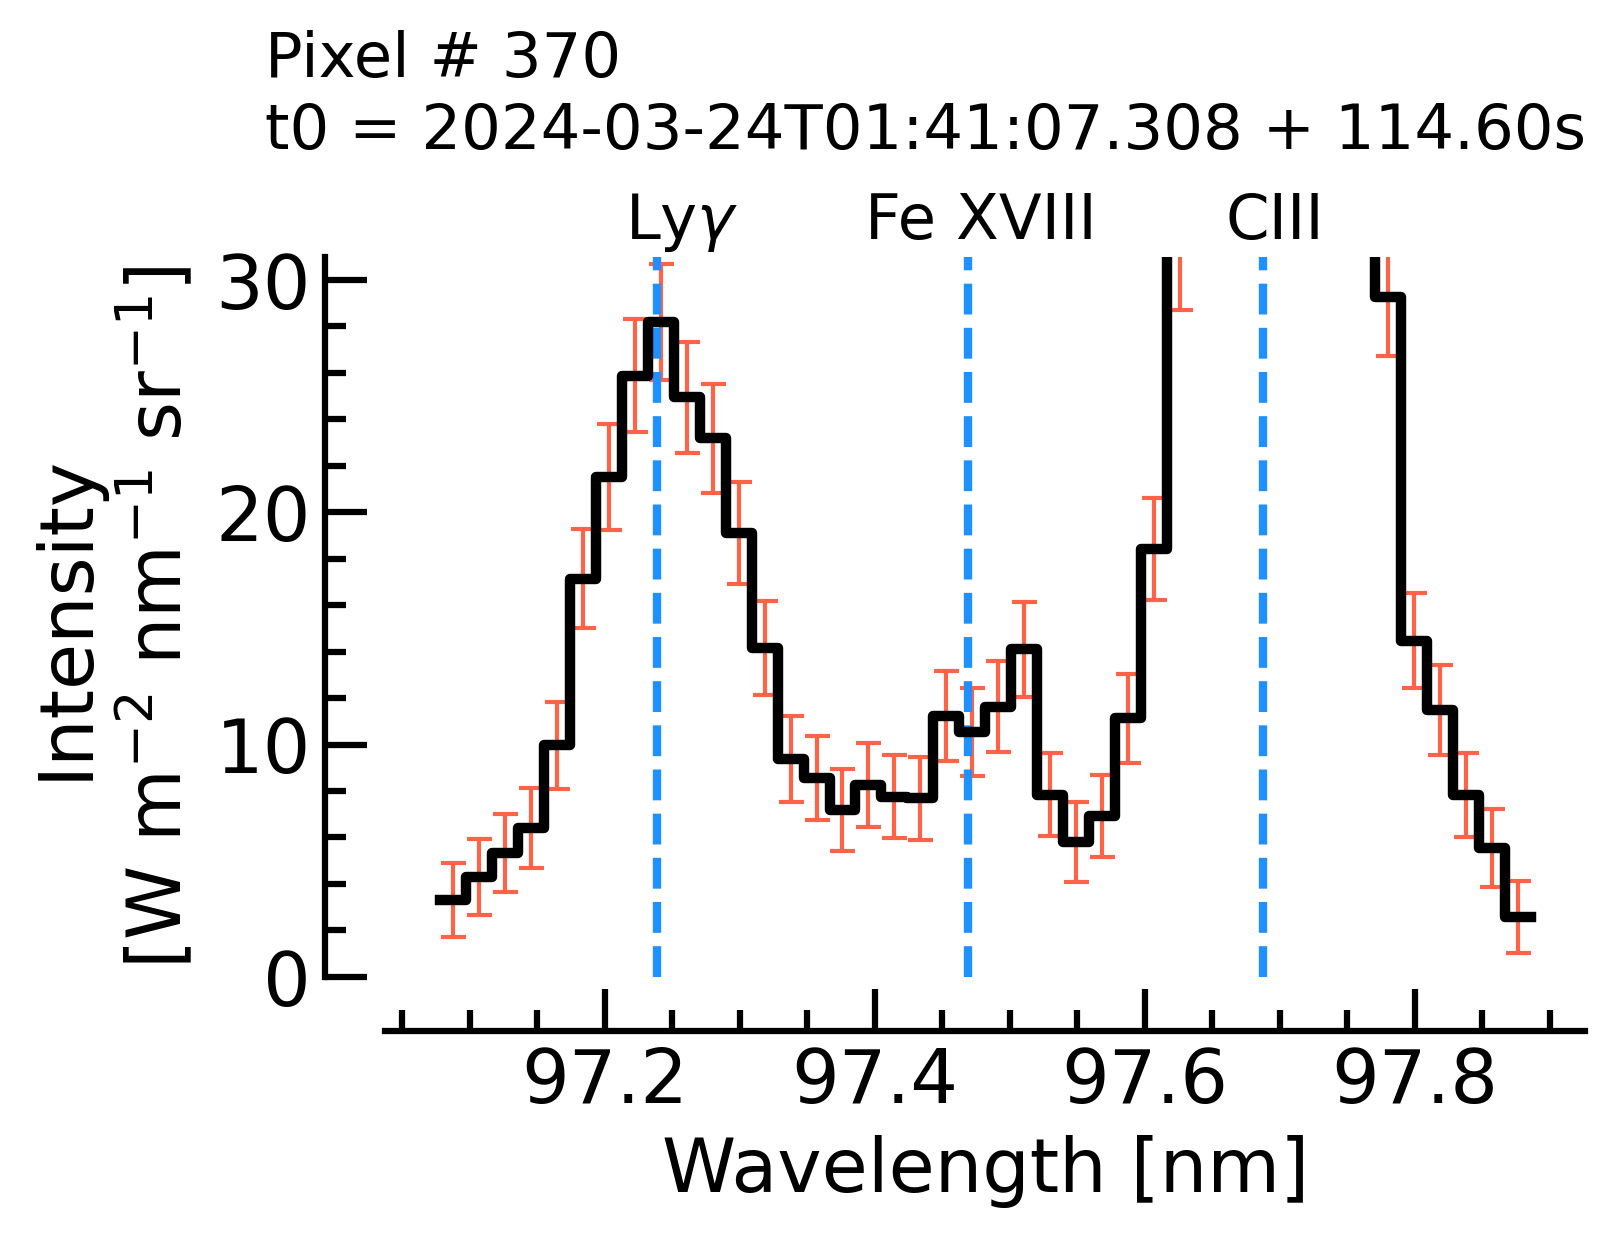 Pixel # 370
t0 = 2024-03-24T01:41:07.308 + 114.60s
Lyγ Fe XVIII CIII
30
20
10
0
Intensity
[W m⁻² nm⁻¹ sr⁻¹]
97.2 97.4 97.6 97.8
Wavelength [nm]